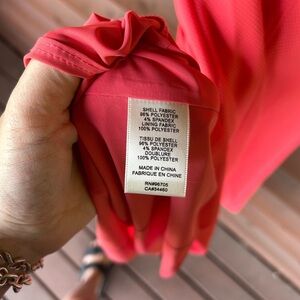 SHELL FABRIC
96% POLYESTER
4% SPANDEX
LINING FABRIC
100% POLYESTER
TISSU DE SHELL
96% POLYESTER
4% SPANDEX
DOUBLURE
100% POLYESTER
MADE IN CHINA
FABRIQUE EN CHINE
RN#96705
CA#34460